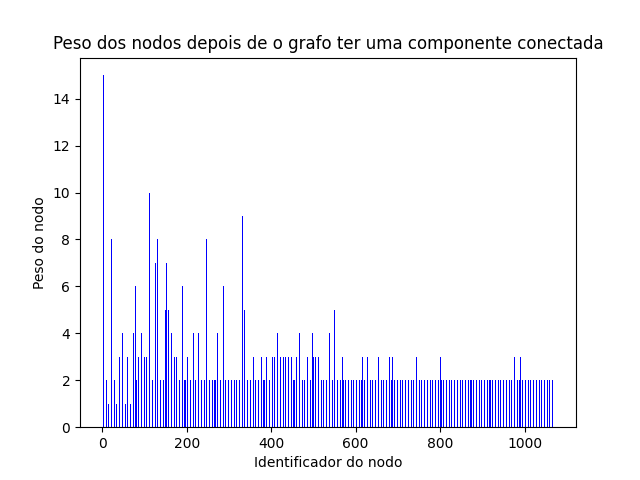 Peso dos nodos depois de o grafo ter uma componente conectada
14
12
10
8
6
4
2
0
Peso do nodo
0 200 400 600 800 1000
Identificador do nodo